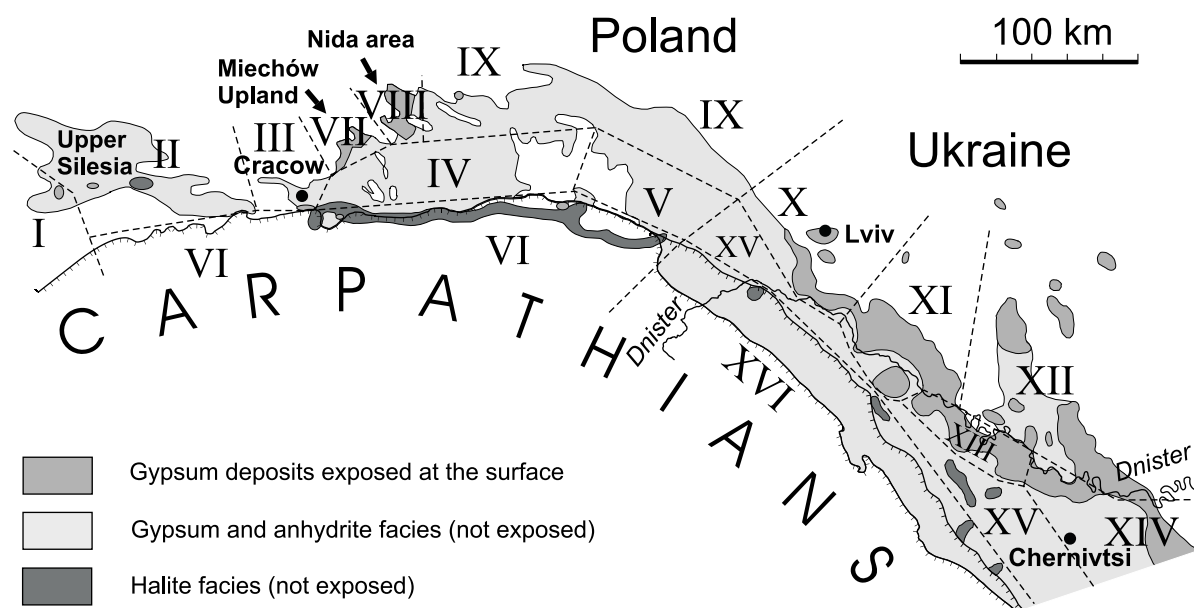 Poland
100 km
Nida area
IX
Miechów
Upland
VIII
IX
VII
III
Upper
Silesia
II
Cracow
Ukraine
IV
X
V
Lviv
I
XV
VI
VI
XI
CARPATHIANS
Dnister
XVI
XII
XIII
Dnister
Gypsum deposits exposed at the surface
Gypsum and anhydrite facies (not exposed)
XV
XIV
Chernivtsi
Halite facies (not exposed)